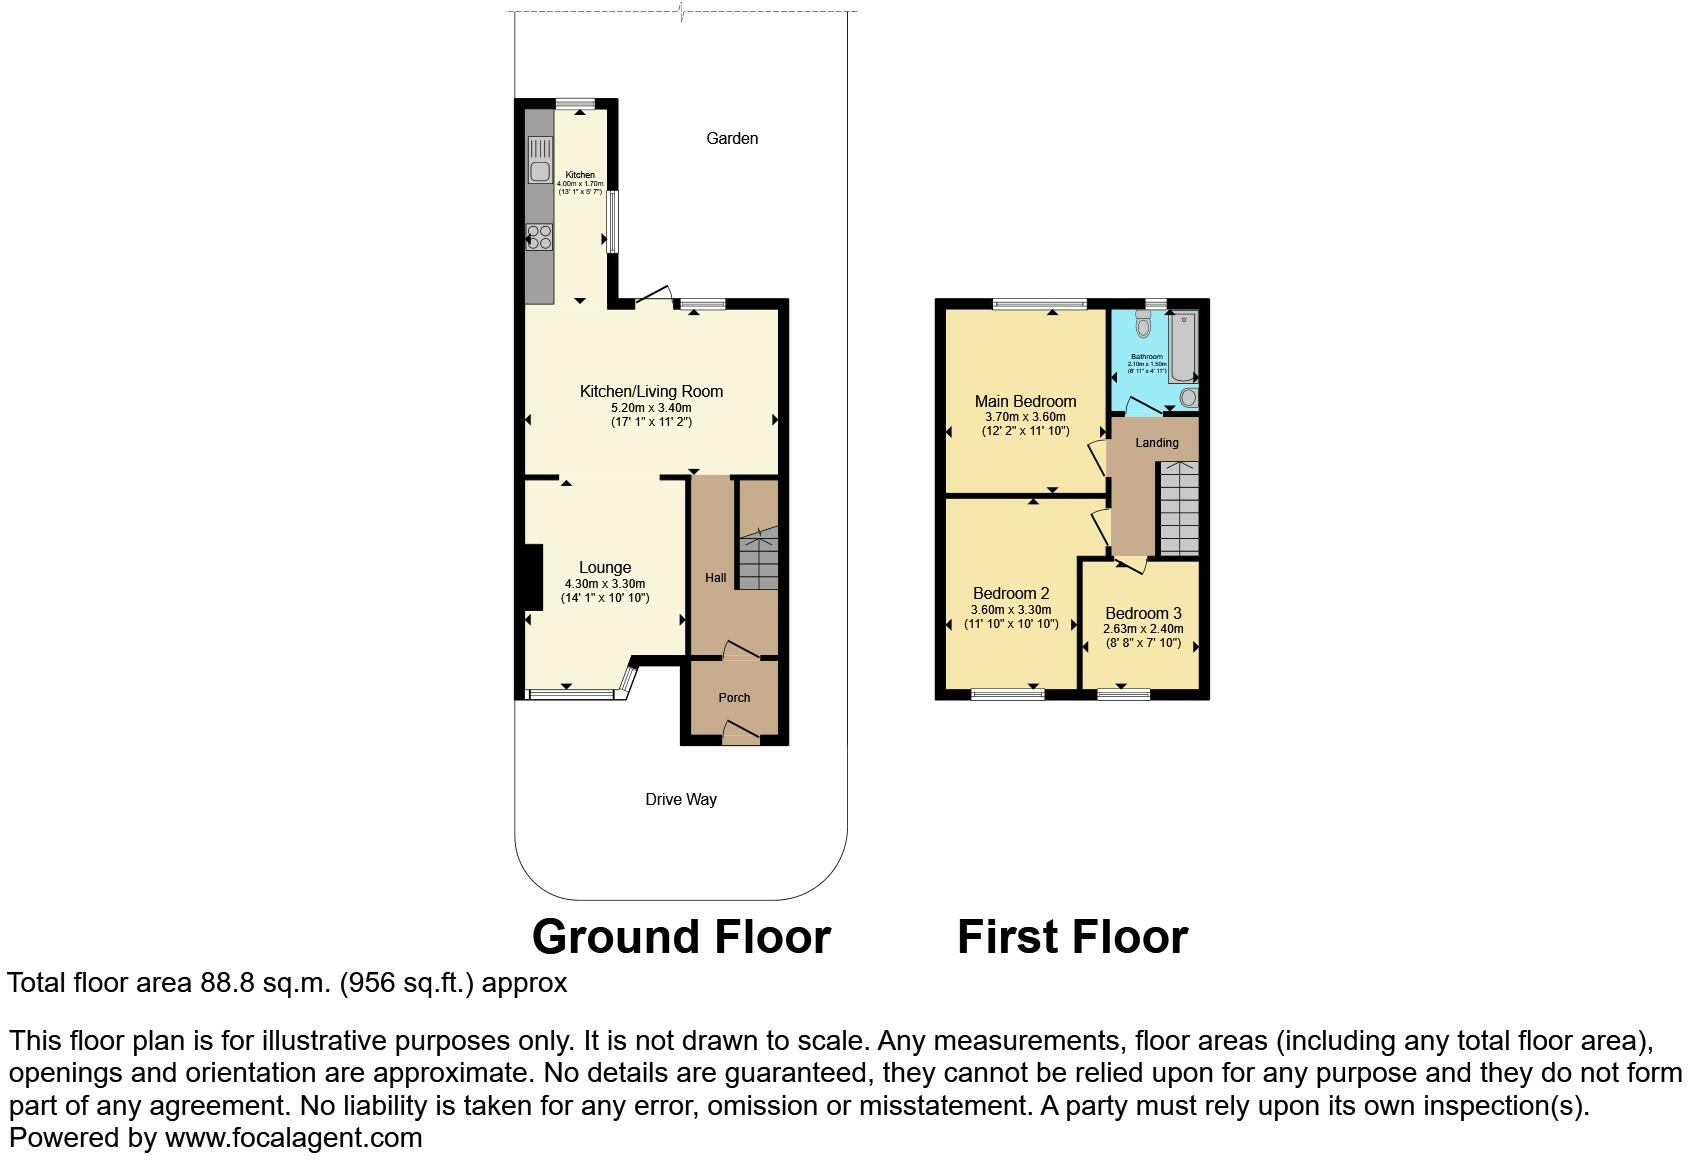 Garden
Kitchen
4.00m x 1.70m
(13' 1" x 5' 7")
Kitchen/Living Room
5.20m x 3.40m
(17' 1" x 11' 2")
Lounge
4.30m x 3.30m
(14' 1" x 10' 10")
Hall
Porch
Drive Way
Main Bedroom
3.70m x 3.60m
(12' 2" x 11' 10")
Bathroom
2.10m x 1.50m
(6' 11" x 4' 11")
Landing
Bedroom 2
3.60m x 3.30m
(11' 10" x 10' 10")
Bedroom 3
2.63m x 2.40m
(8' 8" x 7' 10")
Ground Floor
First Floor
Total floor area 88.8 sq.m. (956 sq.ft.) approx
This floor plan is for illustrative purposes only. It is not drawn to scale. Any measurements, floor areas (including any total floor area),
openings and orientation are approximate. No details are guaranteed, they cannot be relied upon for any purpose and they do not form
part of any agreement. No liability is taken for any error, omission or misstatement. A party must rely upon its own inspection(s).
Powered by www.focalagent.com